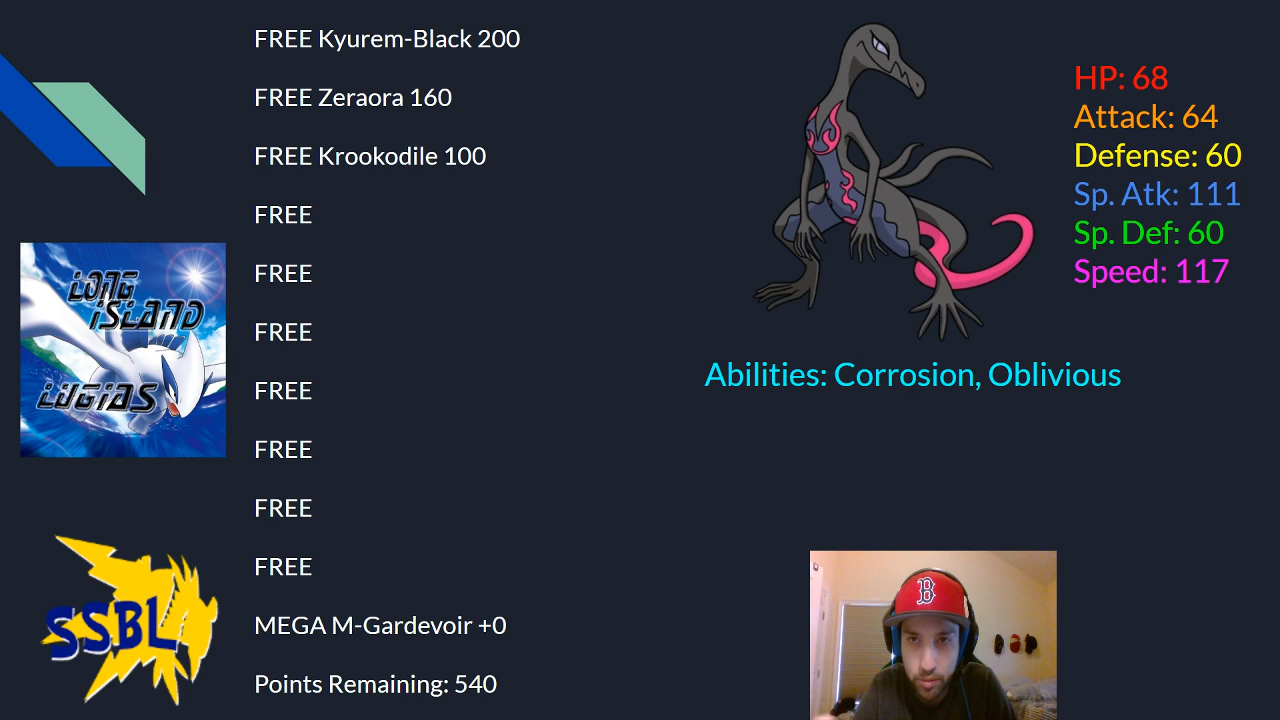 FREE Kyurem-Black 200
FREE Zeraora 160
FREE Krookodile 100
FREE
FREE
FREE
FREE
FREE
FREE
FREE
MEGA M-Gardevoir +0
Points Remaining: 540
LONG
ISLAND
LUGIAS
SSBL
HP: 68
Attack: 64
Defense: 60
Sp. Atk: 111
Sp. Def: 60
Speed: 117
Abilities: Corrosion, Oblivious
B